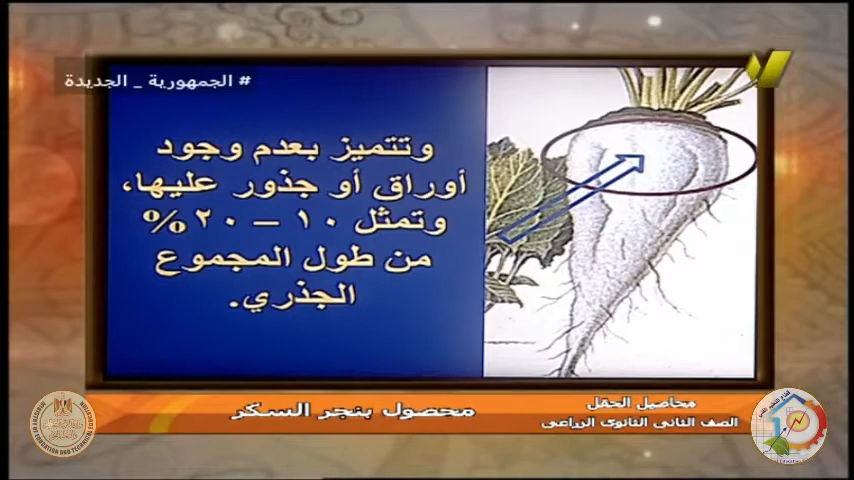 # الجمهورية _ الجديدة
وتتميز بعدم وجود
أوراق أو جذور عليها،
وتمثل ١٠ – ٢٠%
من طول المجموع
الجذري.
محاصيل الحقل
الصف الثاني الثانوى الزراعى
محصول بنجر السكر